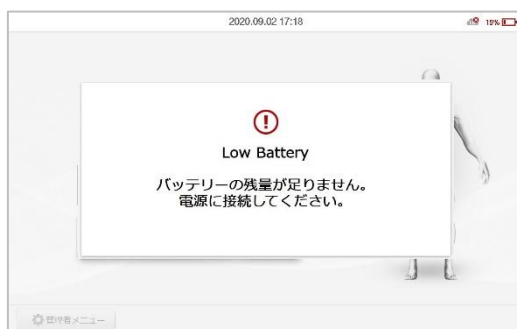 2020.09.02 17:18
19%
Low Battery
バッテリーの残量が足りません。
電源に接続してください。
管理者メニュー